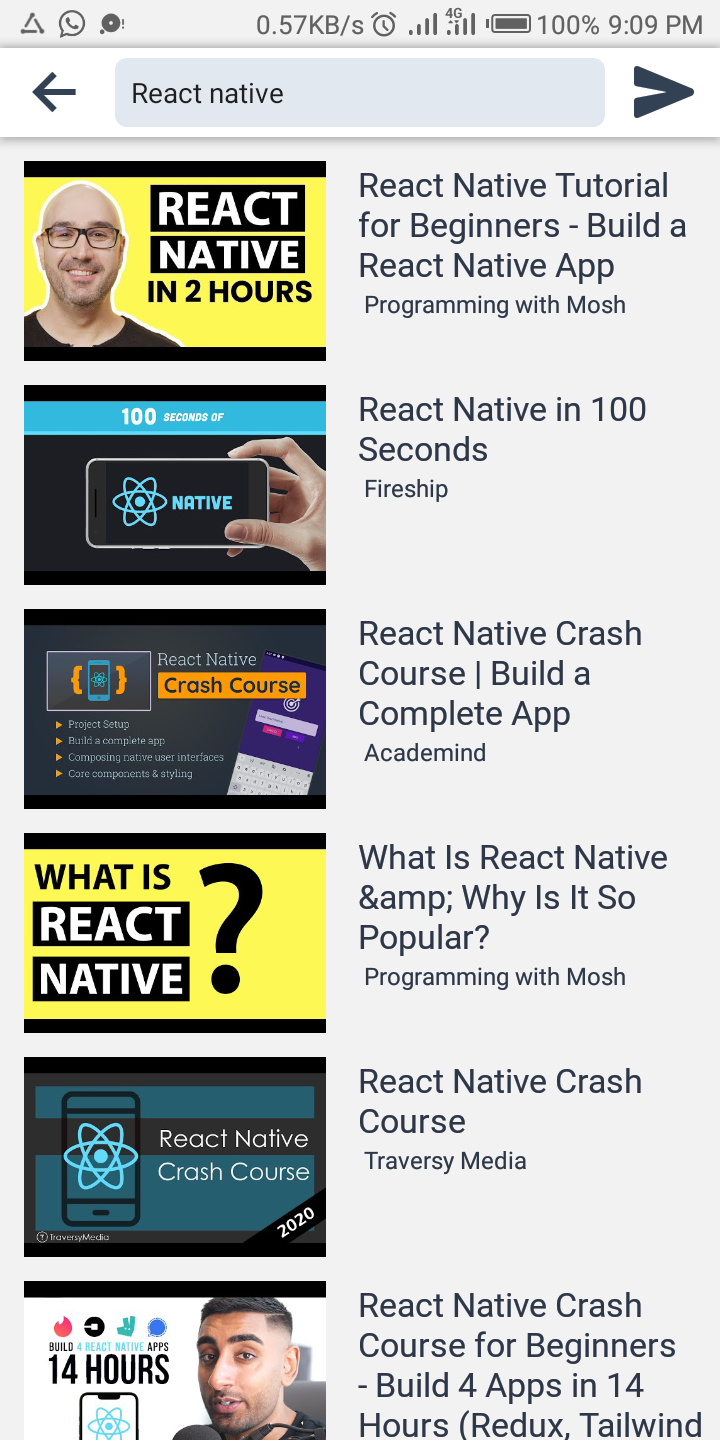 0.57KB/s 4G 100% 9:09 PM
React native
REACT
NATIVE
IN 2 HOURS
React Native Tutorial
for Beginners - Build a
React Native App
Programming with Mosh
100 SECONDS OF
NATIVE
React Native in 100
Seconds
Fireship
React Native
Crash Course
Project Setup
Build a complete app
Composing native user interfaces
Core components & styling
React Native Crash
Course | Build a
Complete App
Academind
WHAT IS
REACT
NATIVE
?
What Is React Native
&amp; Why Is It So
Popular?
Programming with Mosh
React Native
Crash Course
2020
TraversyMedia
React Native Crash
Course
Traversy Media
BUILD 4 REACT NATIVE APPS
14 HOURS
React Native Crash
Course for Beginners
- Build 4 Apps in 14
Hours (Redux, Tailwind